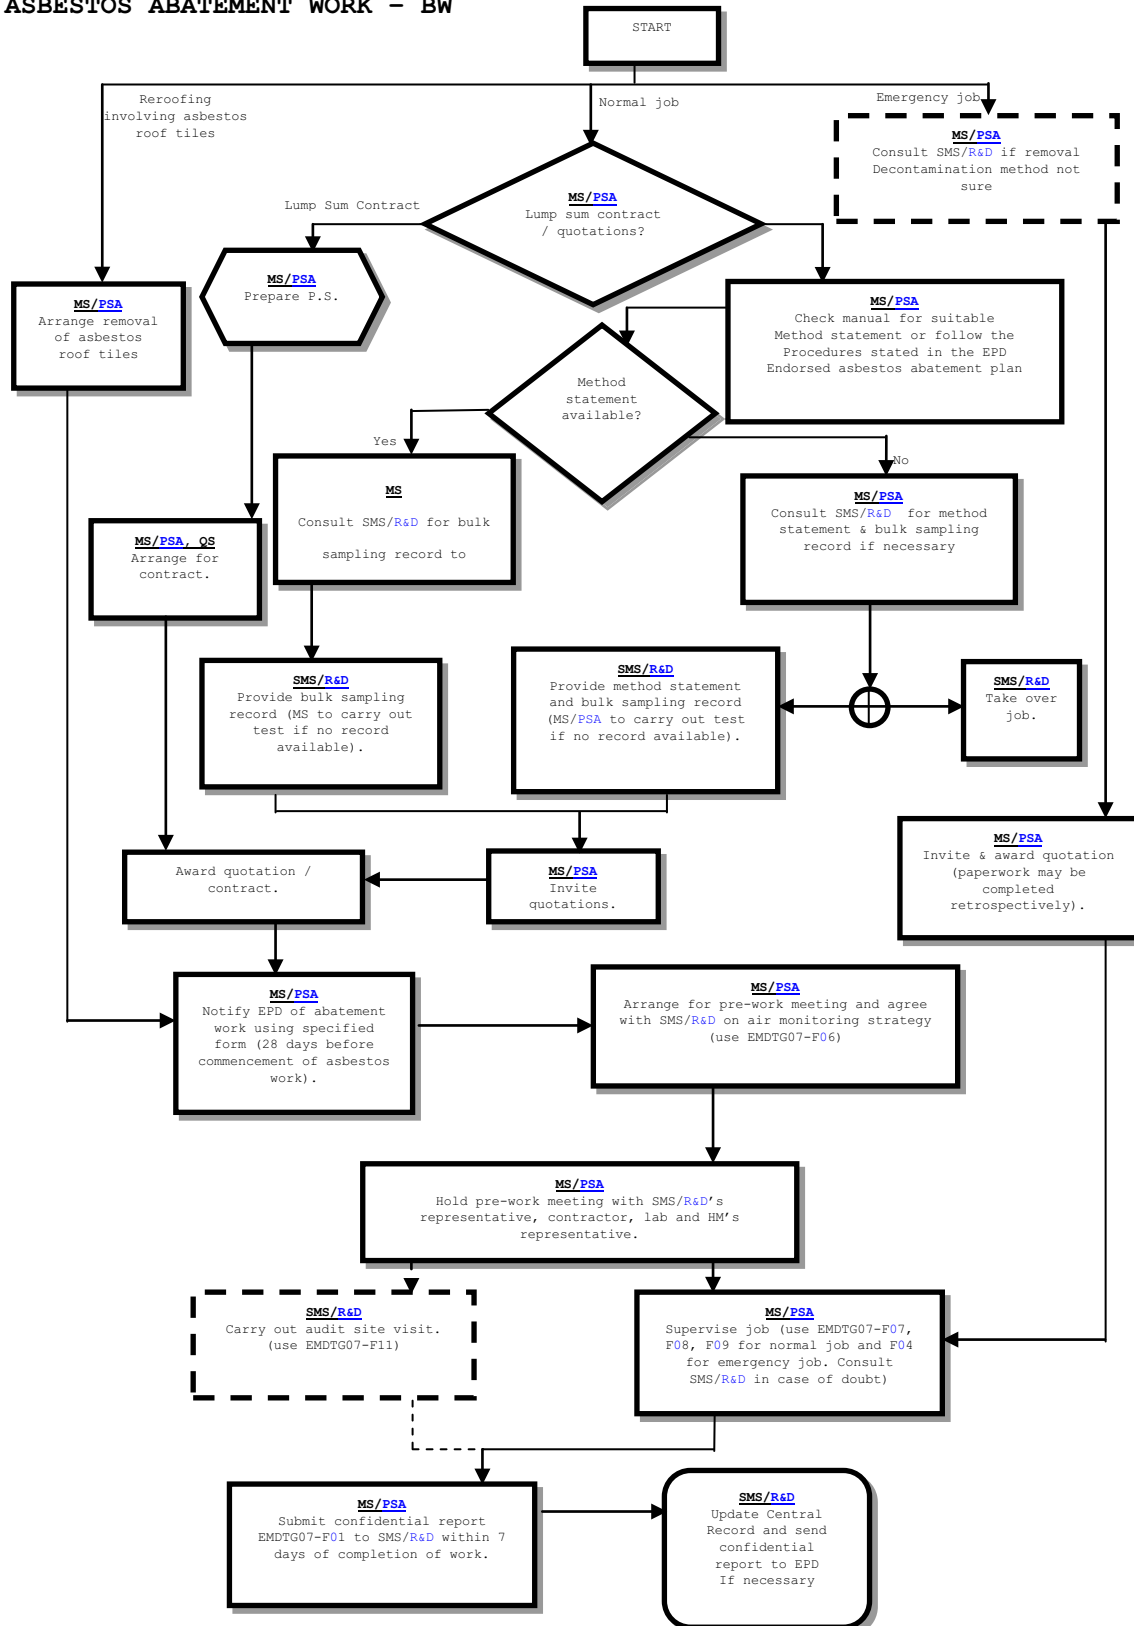 ASBESTOS ABATEMENT WORK – BW
START
Reroofing
involving asbestos
roof tiles
Normal job
Emergency job
MS/PSA
Consult SMS/R&D if removal
Decontamination method not
sure
Lump Sum Contract
MS/PSA
Lump sum contract
/ quotations?
MS/PSA
Prepare P.S.
MS/PSA
Arrange removal
of asbestos
roof tiles
MS/PSA
Check manual for suitable
Method statement or follow the
Procedures stated in the EPD
Endorsed asbestos abatement plan
Method
statement
available?
Yes
No
MS
Consult SMS/R&D for bulk
sampling record to
MS/PSA
Consult SMS/R&D for method
statement & bulk sampling
record if necessary
MS/PSA, QS
Arrange for
contract.
SMS/R&D
Provide bulk sampling
record (MS to carry out
test if no record
available).
SMS/R&D
Provide method statement
and bulk sampling record
(MS/PSA to carry out test
if no record available).
SMS/R&D
Take over
job.
Award quotation /
contract.
MS/PSA
Invite
quotations.
MS/PSA
Invite & award quotation
(paperwork may be
completed
retrospectively).
MS/PSA
Notify EPD of abatement
work using specified
form (28 days before
commencement of asbestos
work).
MS/PSA
Arrange for pre-work meeting and agree
with SMS/R&D on air monitoring strategy
(use EMDTG07-F06)
MS/PSA
Hold pre-work meeting with SMS/R&D’s
representative, contractor, lab and HM’s
representative.
SMS/R&D
Carry out audit site visit.
(use EMDTG07-F11)
MS/PSA
Supervise job (use EMDTG07-F07,
F08, F09 for normal job and F04
for emergency job. Consult
SMS/R&D in case of doubt)
MS/PSA
Submit confidential report
EMDTG07-F01 to SMS/R&D within 7
days of completion of work.
SMS/R&D
Update Central
Record and send
confidential
report to EPD
If necessary